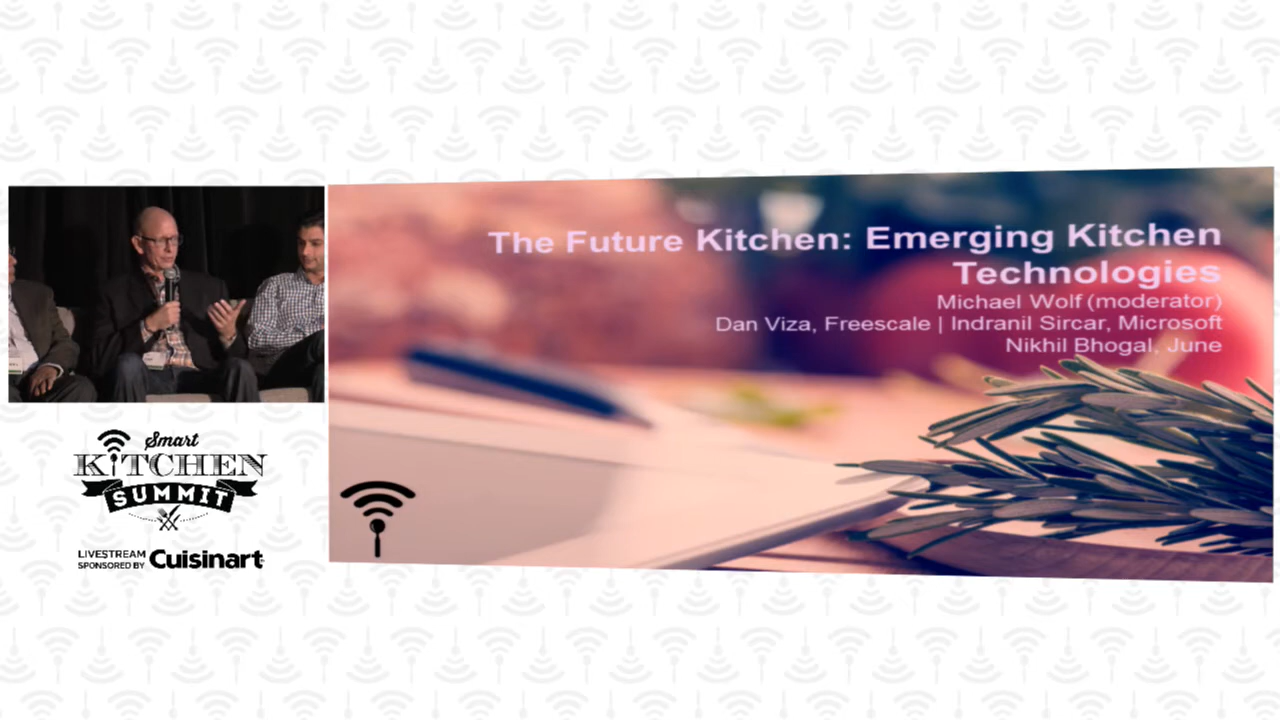 The Future Kitchen: Emerging Kitchen
Technologies
Michael Wolf (moderator)
Dan Viza, Freescale | Indranil Sircar, Microsoft
Nikhil Bhogal, June
Smart
KITCHEN
SUMMIT
LIVESTREAM
SPONSORED BY Cuisinart